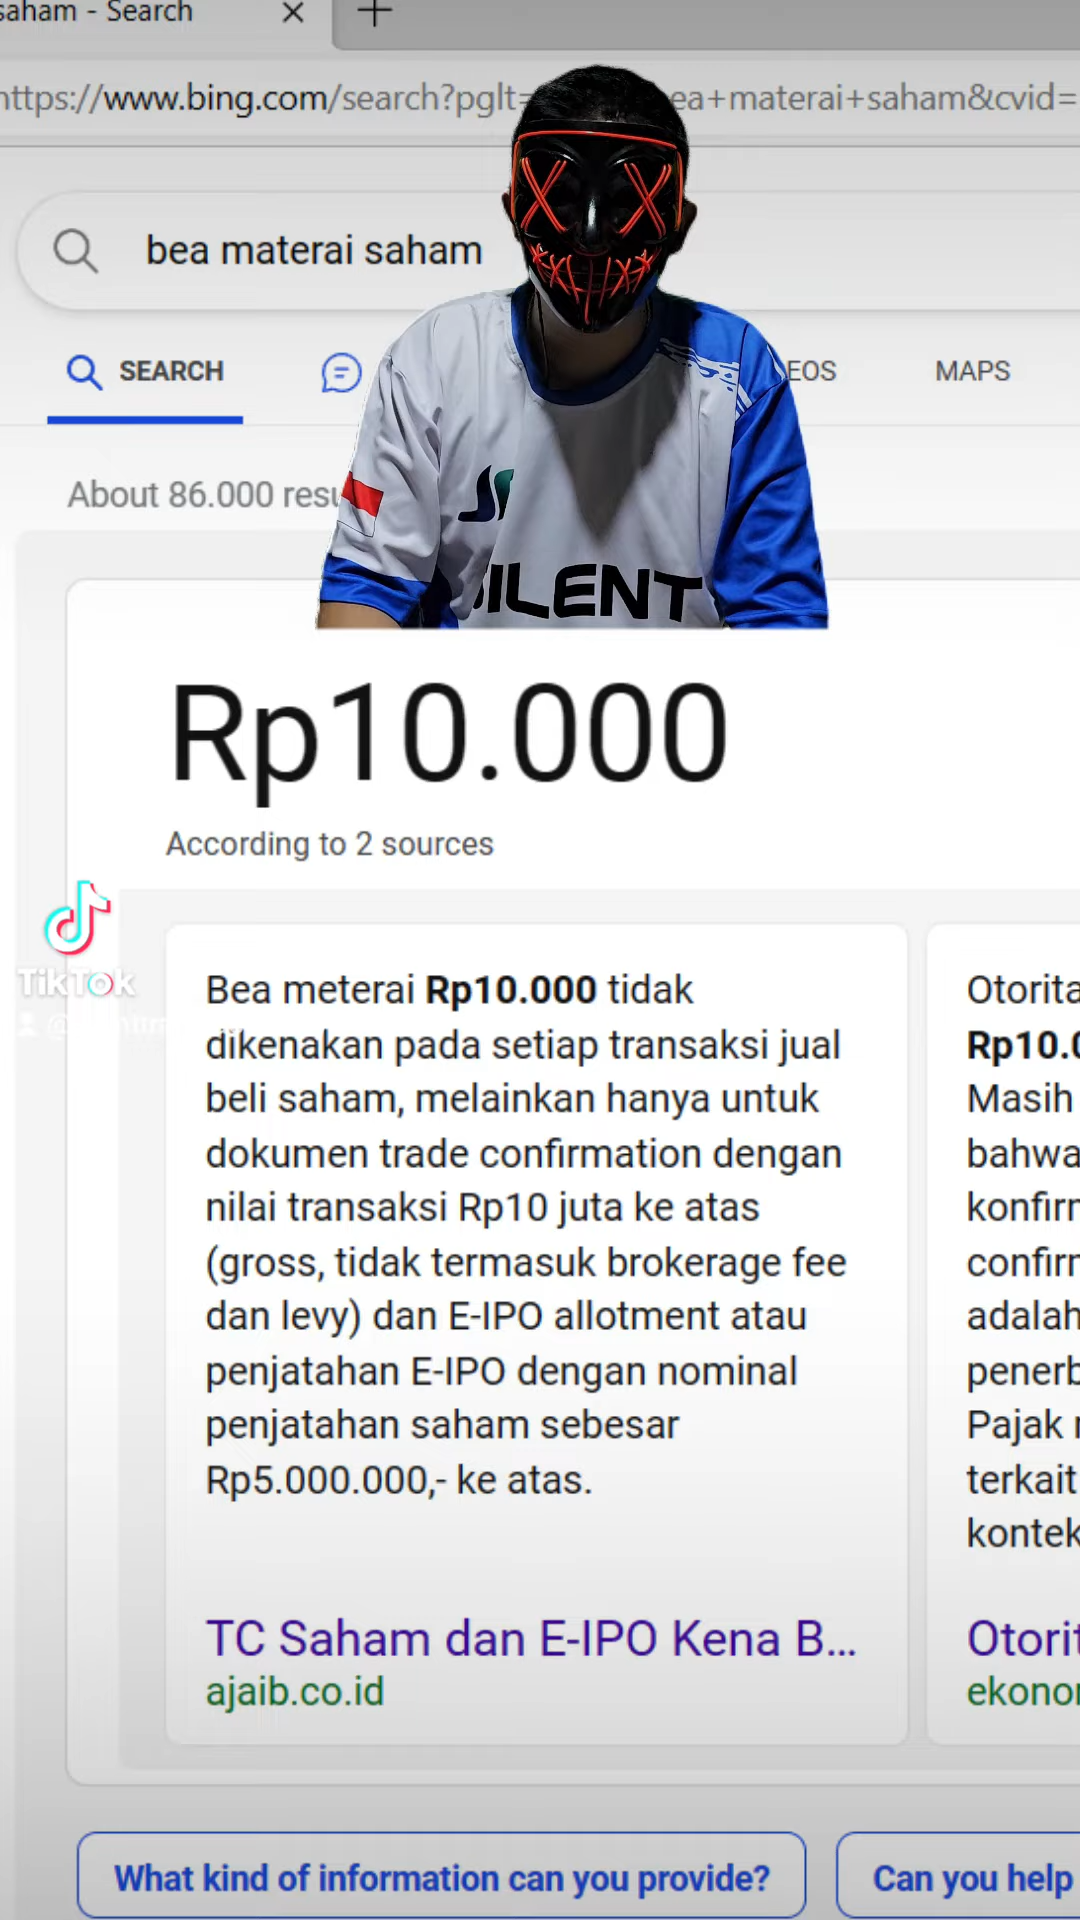 saham - Search
https://www.bing.com/search?pglt= ea+materai+saham&cvid=
bea materai saham
SEARCH
EOS
MAPS
About 86.000 resu
SILENT
Rp10.000
According to 2 sources
TikTok
Bea meterai Rp10.000 tidak
dikenakan pada setiap transaksi jual
beli saham, melainkan hanya untuk
dokumen trade confirmation dengan
nilai transaksi Rp10 juta ke atas
(gross, tidak termasuk brokerage fee
dan levy) dan E-IPO allotment atau
penjatahan E-IPO dengan nominal
penjatahan saham sebesar
Rp5.000.000,- ke atas.
TC Saham dan E-IPO Kena B...
ajaib.co.id
Otorita
Rp10.0
Masih
bahwa
konfirm
confirm
adalah
penerb
Pajak
terkait
kontek
Otorit
ekonor
What kind of information can you provide?
Can you help